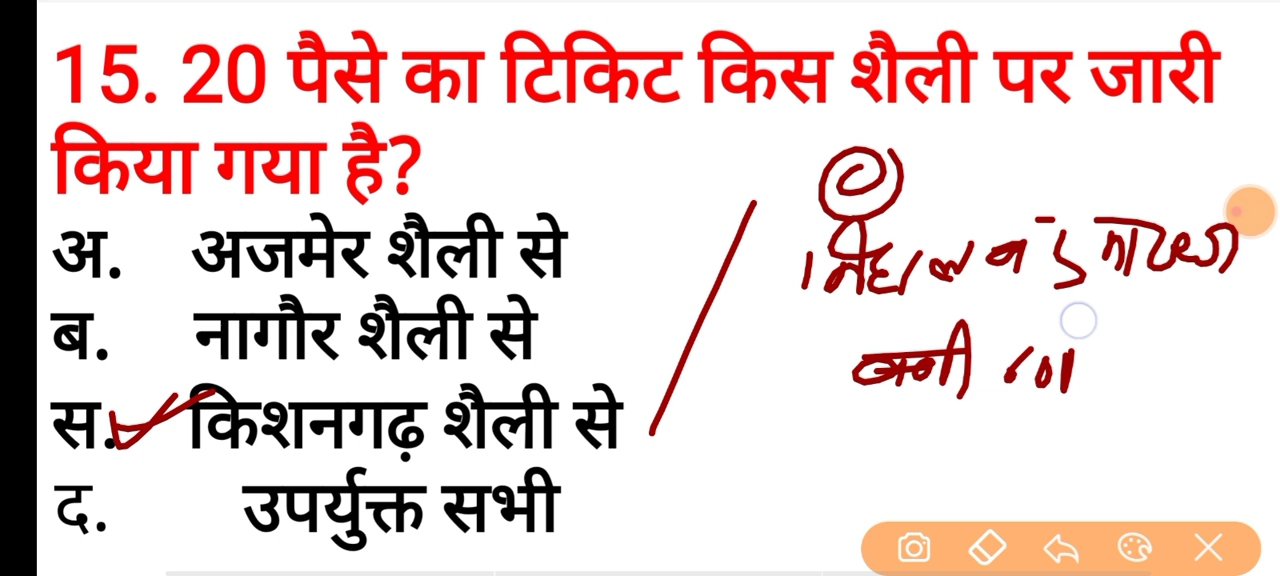 15. 20 पैसे का टिकिट किस शैली पर जारी
किया गया है?
अ. अजमेर शैली से
ब. नागौर शैली से
स. किशनगढ़ शैली से
द. उपर्युक्त सभी